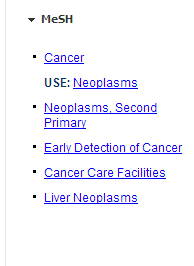 MeSH
Cancer
USE: Neoplasms
Neoplasms, Second
Primary
Early Detection of Cancer
Cancer Care Facilities
Liver Neoplasms